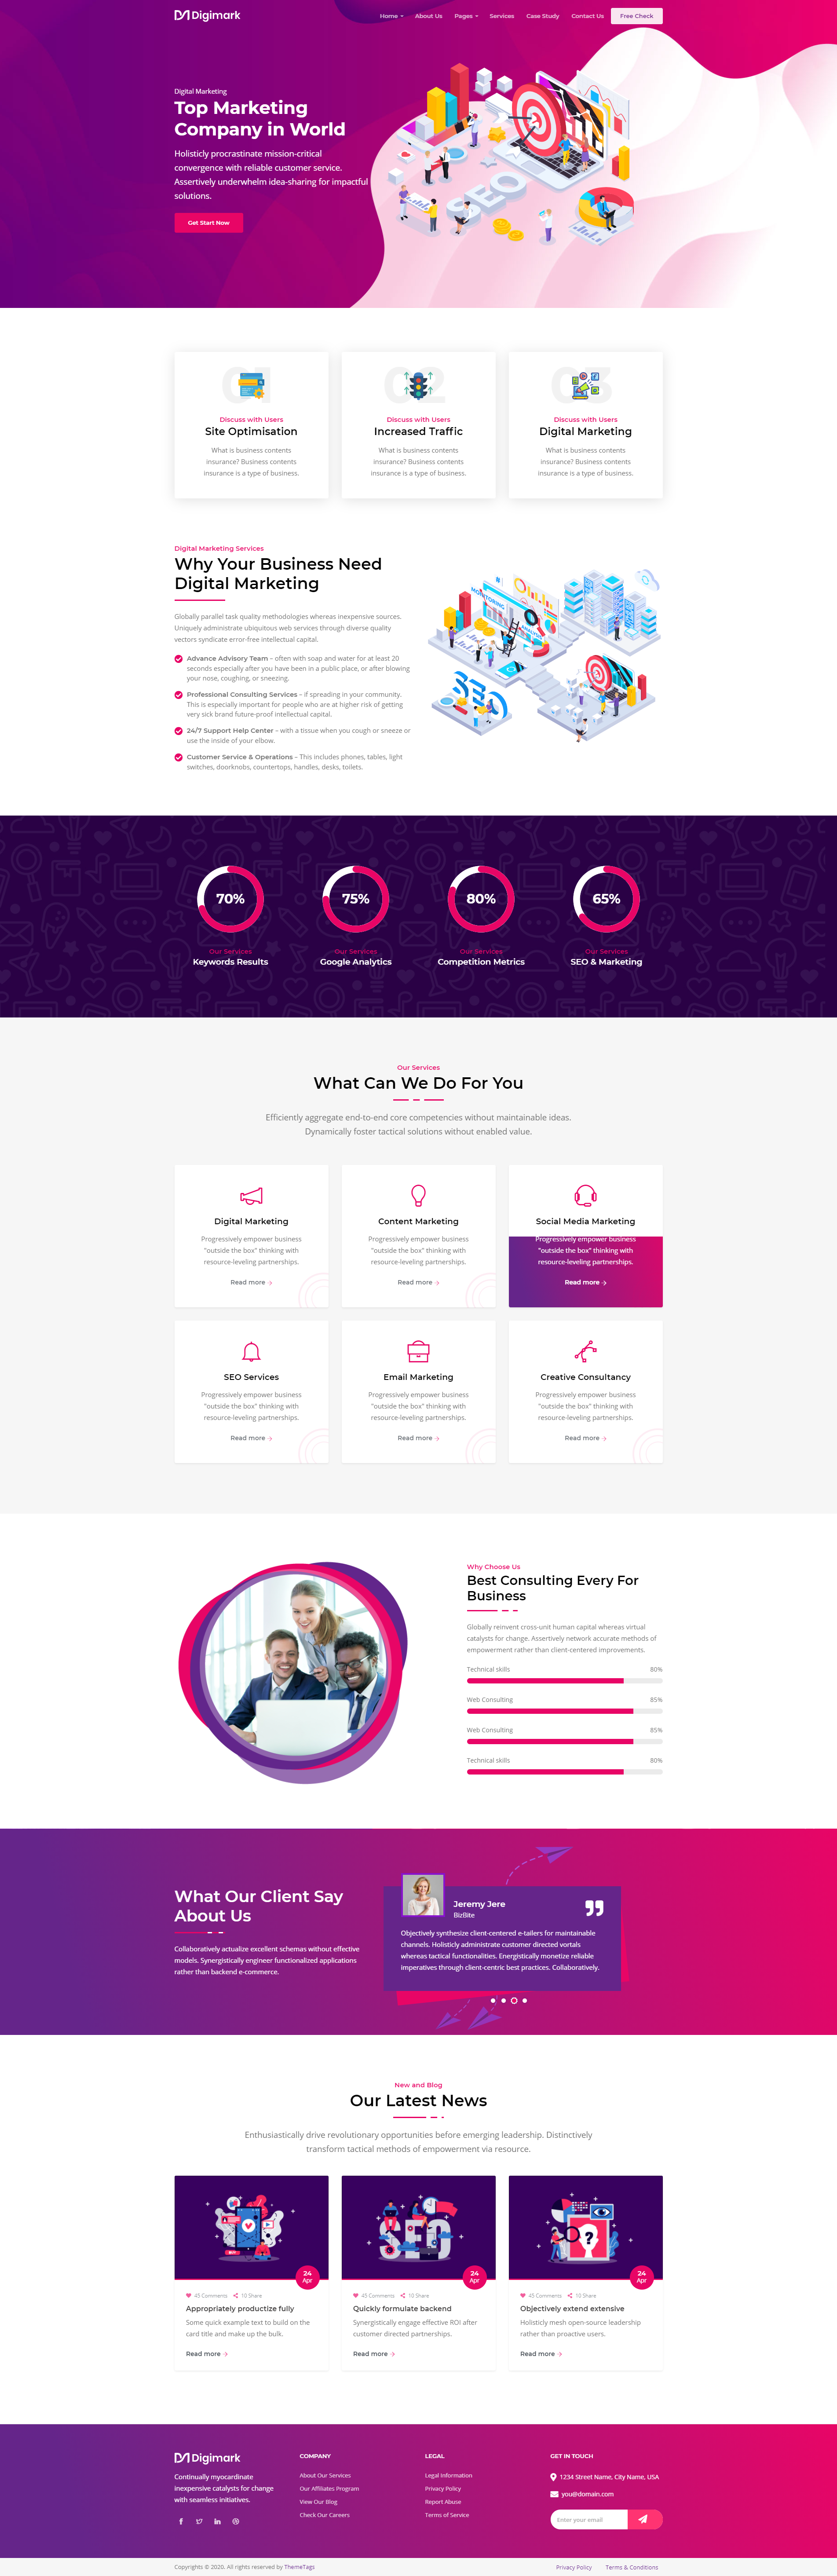 Digimark
Home
About Us
Pages
Services
Case Study
Contact Us
Free Check
Digital Marketing
Top Marketing
Company in World
Holisticly procrastinate mission-critical
convergence with reliable customer service.
Assertively underwhelm idea-sharing for impactful
solutions.
Get Start Now
SEO
01
Discuss with Users
Site Optimisation
What is business contents
insurance? Business contents
insurance is a type of business.
02
Discuss with Users
Increased Traffic
What is business contents
insurance? Business contents
insurance is a type of business.
03
Discuss with Users
Digital Marketing
What is business contents
insurance? Business contents
insurance is a type of business.
Digital Marketing Services
Why Your Business Need
Digital Marketing
Globally parallel task quality methodologies whereas inexpensive sources.
Uniquely administrate ubiquitous web services through diverse quality
vectors syndicate error-free intellectual capital.
Advance Advisory Team – often with soap and water for at least 20
seconds especially after you have been in a public place, or after blowing
your nose, coughing, or sneezing.
Professional Consulting Services – if spreading in your community.
This is especially important for people who are at higher risk of getting
very sick brand future-proof intellectual capital.
24/7 Support Help Center – with a tissue when you cough or sneeze or
use the inside of your elbow.
Customer Service & Operations – This includes phones, tables, light
switches, doorknobs, countertops, handles, desks, toilets.
MONITORING
SEO
70%
Our Services
Keywords Results
75%
Our Services
Google Analytics
80%
Our Services
Competition Metrics
65%
Our Services
SEO & Marketing
Our Services
What Can We Do For You
Efficiently aggregate end-to-end core competencies without maintainable ideas.
Dynamically foster tactical solutions without enabled value.
Digital Marketing
Progressively empower business
"outside the box" thinking with
resource-leveling partnerships.
Read more
Content Marketing
Progressively empower business
"outside the box" thinking with
resource-leveling partnerships.
Read more
Social Media Marketing
Progressively empower business
"outside the box" thinking with
resource-leveling partnerships.
Read more
SEO Services
Progressively empower business
"outside the box" thinking with
resource-leveling partnerships.
Read more
Email Marketing
Progressively empower business
"outside the box" thinking with
resource-leveling partnerships.
Read more
Creative Consultancy
Progressively empower business
"outside the box" thinking with
resource-leveling partnerships.
Read more
Why Choose Us
Best Consulting Every For
Business
Globally reinvent cross-unit human capital whereas virtual
catalysts for change. Assertively network accurate methods of
empowerment rather than client-centered improvements.
Technical skills 80%
Web Consulting 85%
Web Consulting 85%
Technical skills 80%
What Our Client Say
About Us
Collaboratively actualize excellent schemas without effective
models. Synergistically engineer functionalized applications
rather than backend e-commerce.
Jeremy Jere
BizBite
Objectively synthesize client-centered e-tailers for maintainable
channels. Holisticly administrate customer directed vortals
whereas tactical functionalities. Energistically monetize reliable
imperatives through client-centric best practices. Collaboratively.
New and Blog
Our Latest News
Enthusiastically drive revolutionary opportunities before emerging leadership. Distinctively
transform tactical methods of empowerment via resource.
24
Apr
45 Comments 10 Share
Appropriately productize fully
Some quick example text to build on the
card title and make up the bulk.
Read more
SEO
24
Apr
45 Comments 10 Share
Quickly formulate backend
Synergistically engage effective ROI after
customer directed partnerships.
Read more
?
24
Apr
45 Comments 10 Share
Objectively extend extensive
Holisticly mesh open-source leadership
rather than proactive users.
Read more
Digimark
Continually myocardinate
inexpensive catalysts for change
with seamless initiatives.
COMPANY
About Our Services
Our Affiliates Program
View Our Blog
Check Our Careers
LEGAL
Legal Information
Privacy Policy
Report Abuse
Terms of Service
GET IN TOUCH
1234 Street Name, City Name, USA
you@domain.com
Enter your email
Copyrights © 2020. All rights reserved by ThemeTags
Privacy Policy
Terms & Conditions